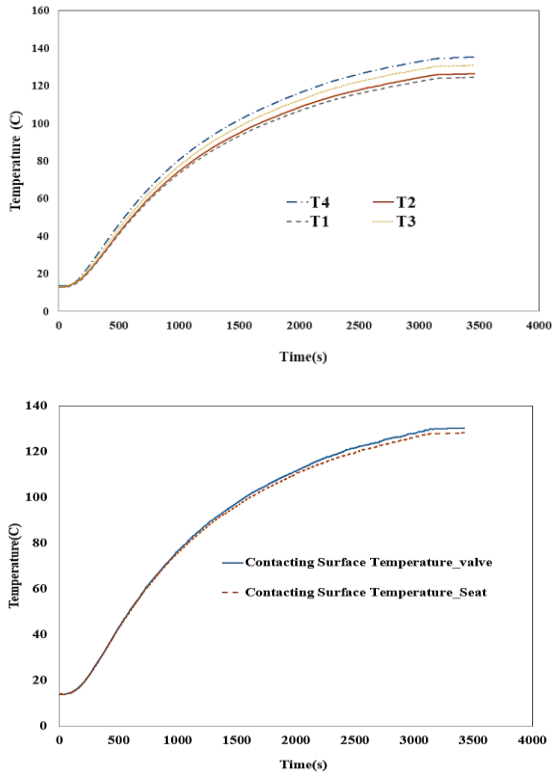 160
140
120
100
80
60
40
20
0
Temperature (C)
T4 T2
T1 T3
0 500 1000 1500 2000 2500 3000 3500 4000
Time(s)
140
120
100
80
60
40
20
0
Temperature(C)
Contacting Surface Temperature_valve
Contacting Surface Temperature_Seat
0 500 1000 1500 2000 2500 3000 3500 4000
Time(s)